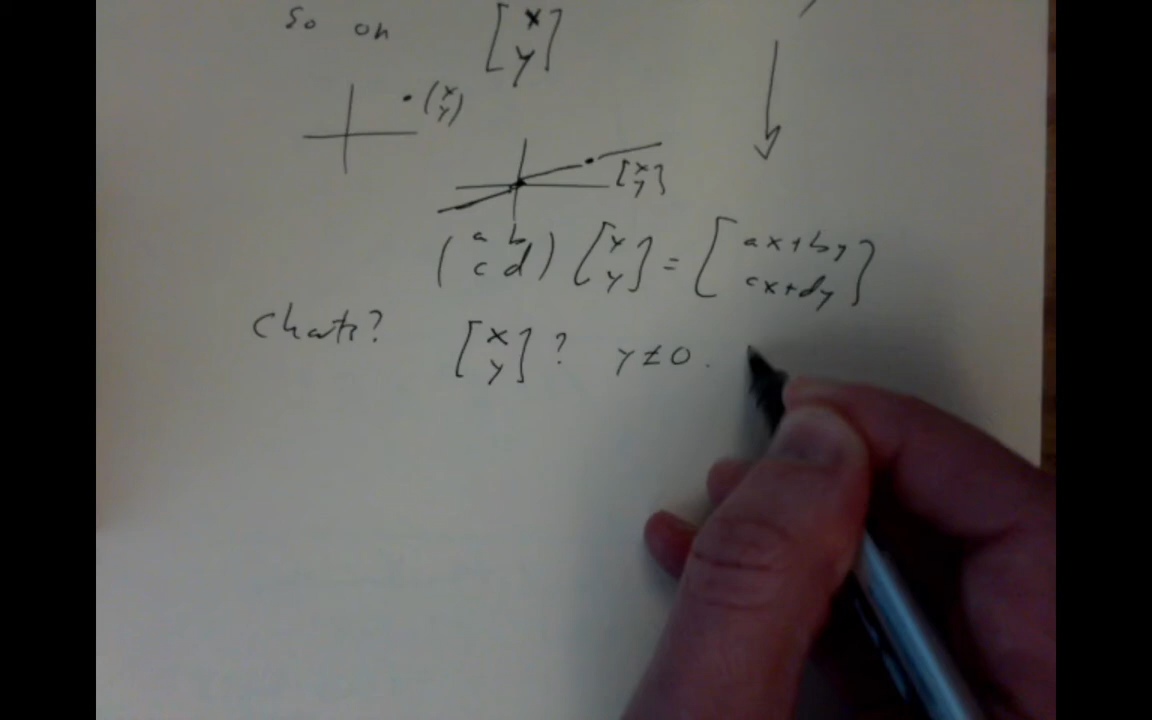 So on [x y]
(x y)
[x y]
(a b c d) [x y] = [ax+by cx+dy]
Charts? [x y] ? y≠0.